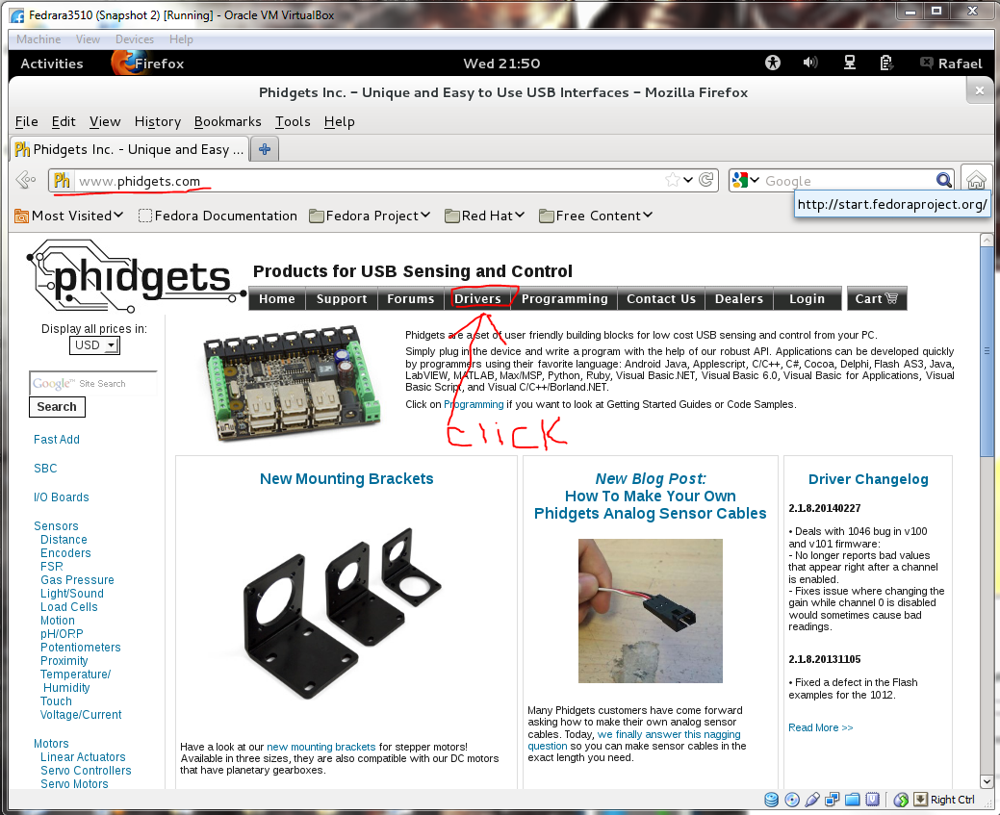 Fedrara3510 (Snapshot 2) [Running] - Oracle VM VirtualBox
Machine View Devices Help
Activities Firefox Wed 21:50 Rafael
Phidgets Inc. – Unique and Easy to Use USB Interfaces – Mozilla Firefox
File Edit View History Bookmarks Tools Help
Phidgets Inc. - Unique and Easy ...
www.phidgets.com Google
http://start.fedoraproject.org/
Most Visited Fedora Documentation Fedora Project Red Hat Free Content
phidgets
Products for USB Sensing and Control
Home Support Forums Drivers Programming Contact Us Dealers Login Cart
Display all prices in:
USD
Google Site Search
Search
Fast Add
SBC
I/O Boards
Sensors
Distance
Encoders
FSR
Gas Pressure
Light/Sound
Load Cells
Motion
pH/ORP
Potentiometers
Proximity
Temperature/
Humidity
Touch
Voltage/Current
Motors
Linear Actuators
Servo Controllers
Servo Motors
Phidgets are a set of user friendly building blocks for low cost USB sensing and control from your PC.
Simply plug in the device and write a program with the help of our robust API. Applications can be developed quickly
by programmers using their favorite language: Android Java, Applescript, C/C++, C#, Cocoa, Delphi, Flash AS3, Java,
LabVIEW, MATLAB, Max/MSP, Python, Ruby, Visual Basic.NET, Visual Basic 6.0, Visual Basic for Applications, Visual
Basic Script, and Visual C/C++/Borland.NET.
Click on Programming if you want to look at Getting Started Guides or Code Samples.
click
New Mounting Brackets
Have a look at our new mounting brackets for stepper motors!
Available in three sizes, they are also compatible with our DC motors
that have planetary gearboxes.
New Blog Post:
How To Make Your Own
Phidgets Analog Sensor Cables
Many Phidgets customers have come forward
asking how to make their own analog sensor
cables. Today, we finally answer this nagging
question so you can make sensor cables in the
exact length you need.
Driver Changelog
2.1.8.20140227
• Deals with 1046 bug in v100
and v101 firmware:
- No longer reports bad values
that appear right after a channel
is enabled.
- Fixes issue where changing the
gain while channel 0 is disabled
would sometimes cause bad
readings.
2.1.8.20131105
• Fixed a defect in the Flash
examples for the 1012.
Read More >>
Right Ctrl